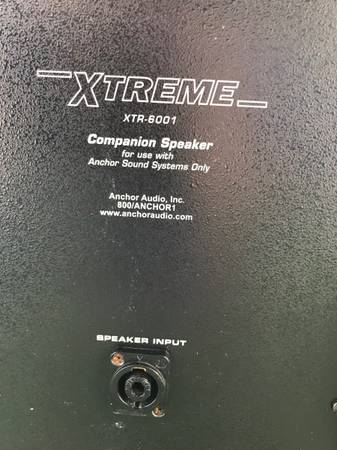 XTREME
XTR-6001
Companion Speaker
for use with
Anchor Sound Systems Only
Anchor Audio, Inc.
800/ANCHOR1
www.anchoraudio.com
SPEAKER INPUT